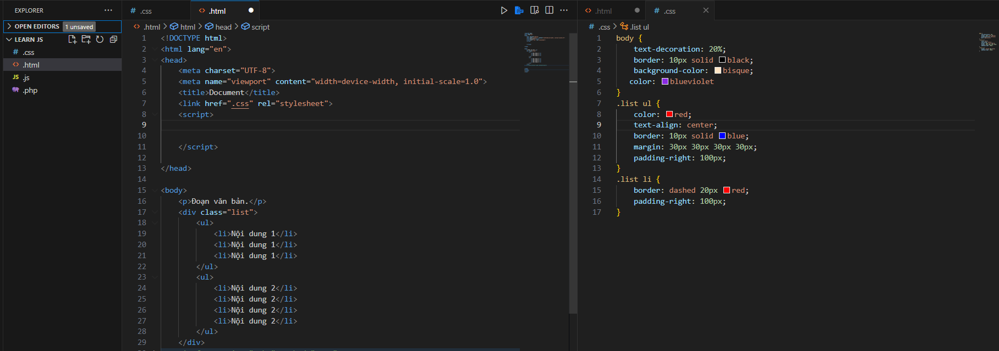 EXPLORER
OPEN EDITORS 1 unsaved
LEARN JS
# .css
<> .html
JS .js
.php
# .css
<> .html
<> .html > html > head > script
1 <!DOCTYPE html>
2 <html lang="en">
3 <head>
4 <meta charset="UTF-8">
5 <meta name="viewport" content="width=device-width, initial-scale=1.0">
6 <title>Document</title>
7 <link href=".css" rel="stylesheet">
8 <script>
9
10
11 </script>
12
13 </head>
14
15 <body>
16 <p>Đoạn văn bản.</p>
17 <div class="list">
18 <ul>
19 <li>Nội dung 1</li>
20 <li>Nội dung 1</li>
21 <li>Nội dung 1</li>
22 </ul>
23 <ul>
24 <li>Nội dung 2</li>
25 <li>Nội dung 2</li>
26 <li>Nội dung 2</li>
27 <li>Nội dung 2</li>
28 </ul>
29 </div>
<> .html
# .css
# .css > .list ul
1 body {
2 text-decoration: 20%;
3 border: 10px solid black;
4 background-color: bisque;
5 color: blueviolet
6 }
7 .list ul {
8 color: red;
9 text-align: center;
10 border: 10px solid blue;
11 margin: 30px 30px 30px 30px;
12 padding-right: 100px;
13 }
14 .list li {
15 border: dashed 20px red;
16 padding-right: 100px;
17 }